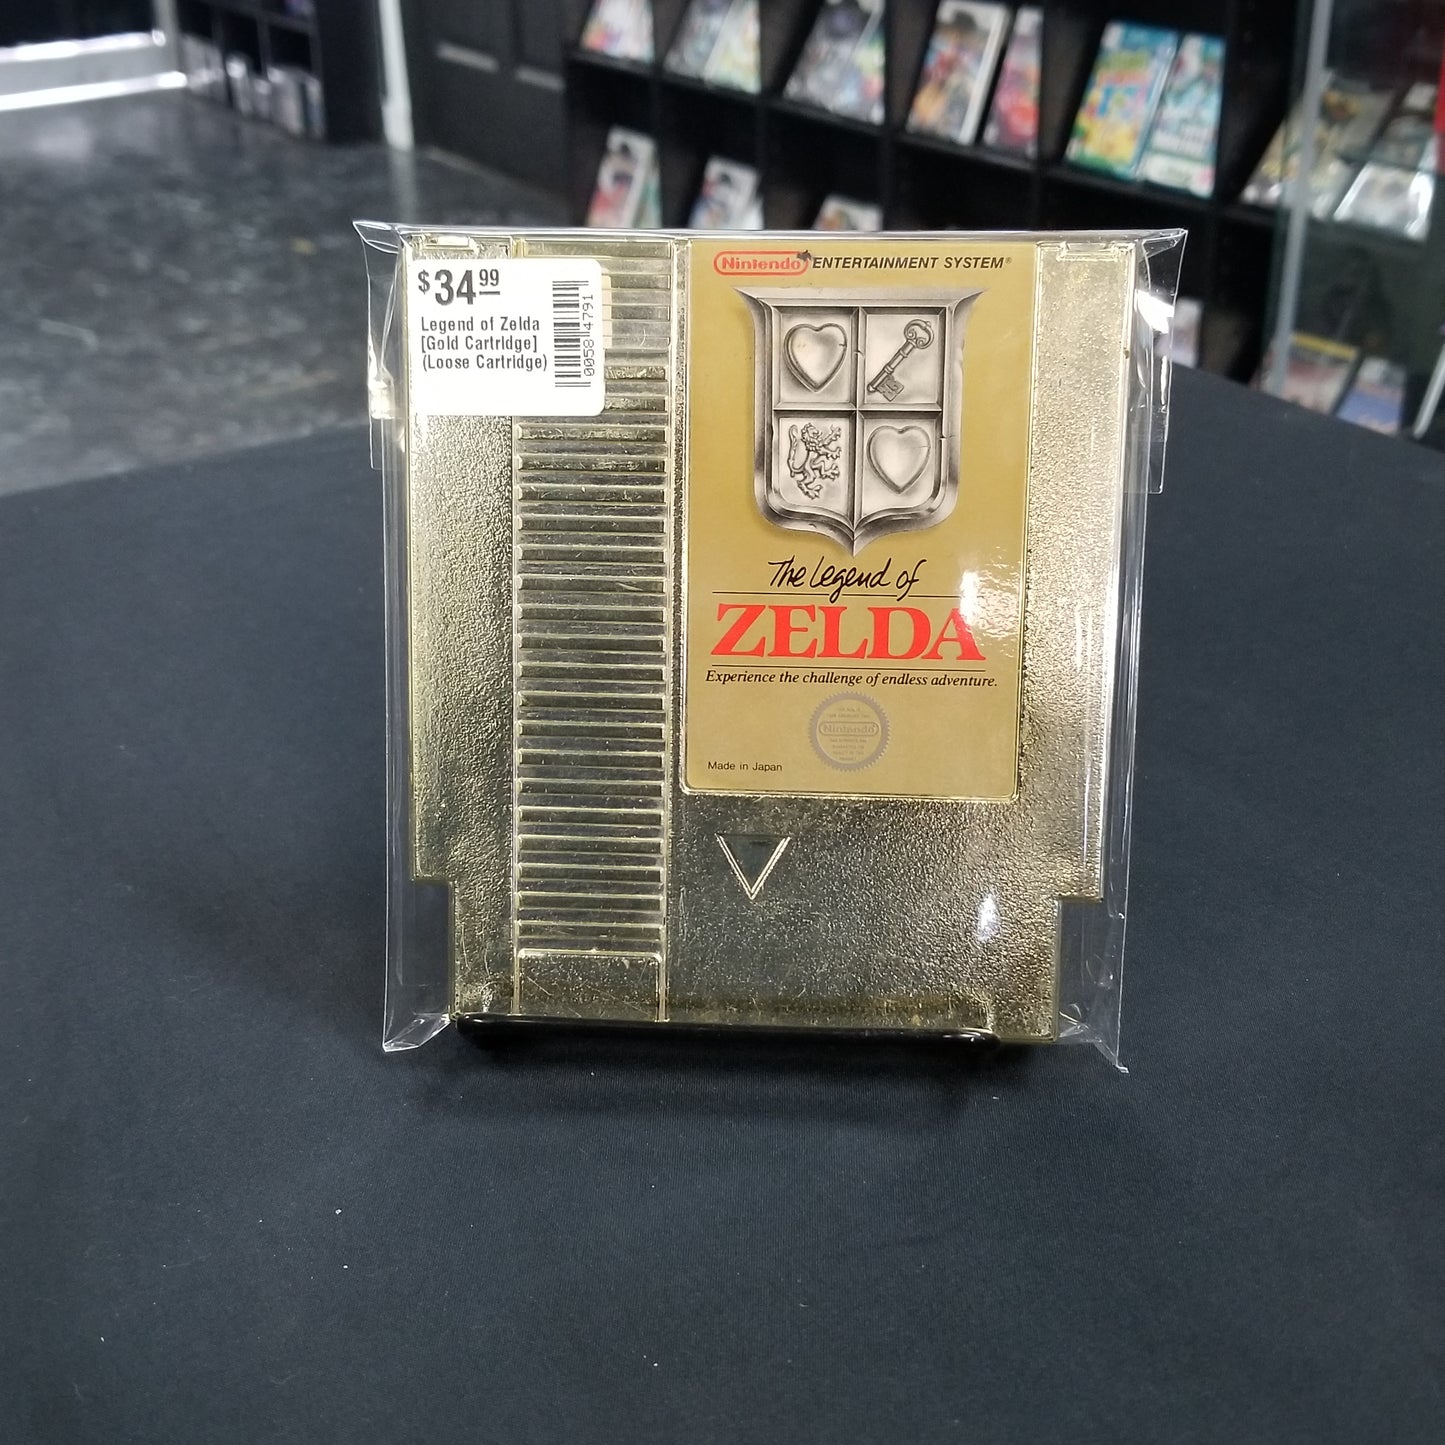 $34.99
Legend of Zelda
[Gold Cartridge]
(Loose Cartridge)
00584791
Nintendo ENTERTAINMENT SYSTEM®
The Legend of
ZELDA
Experience the challenge of endless adventure.
Nintendo
Made in Japan